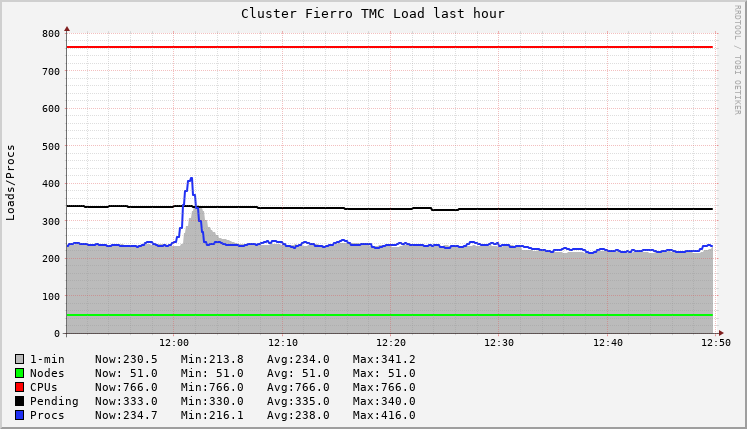 Cluster Fierro TMC Load last hour
RRDTOOL / TOBI OETIKER
Loads/Procs
800
700
600
500
400
300
200
100
0
12:00 12:10 12:20 12:30 12:40 12:50
1-min Now:230.5 Min:213.8 Avg:234.0 Max:341.2
Nodes Now: 51.0 Min: 51.0 Avg: 51.0 Max: 51.0
CPUs Now:766.0 Min:766.0 Avg:766.0 Max:766.0
Pending Now:333.0 Min:330.0 Avg:335.0 Max:340.0
Procs Now:234.7 Min:216.1 Avg:238.0 Max:416.0